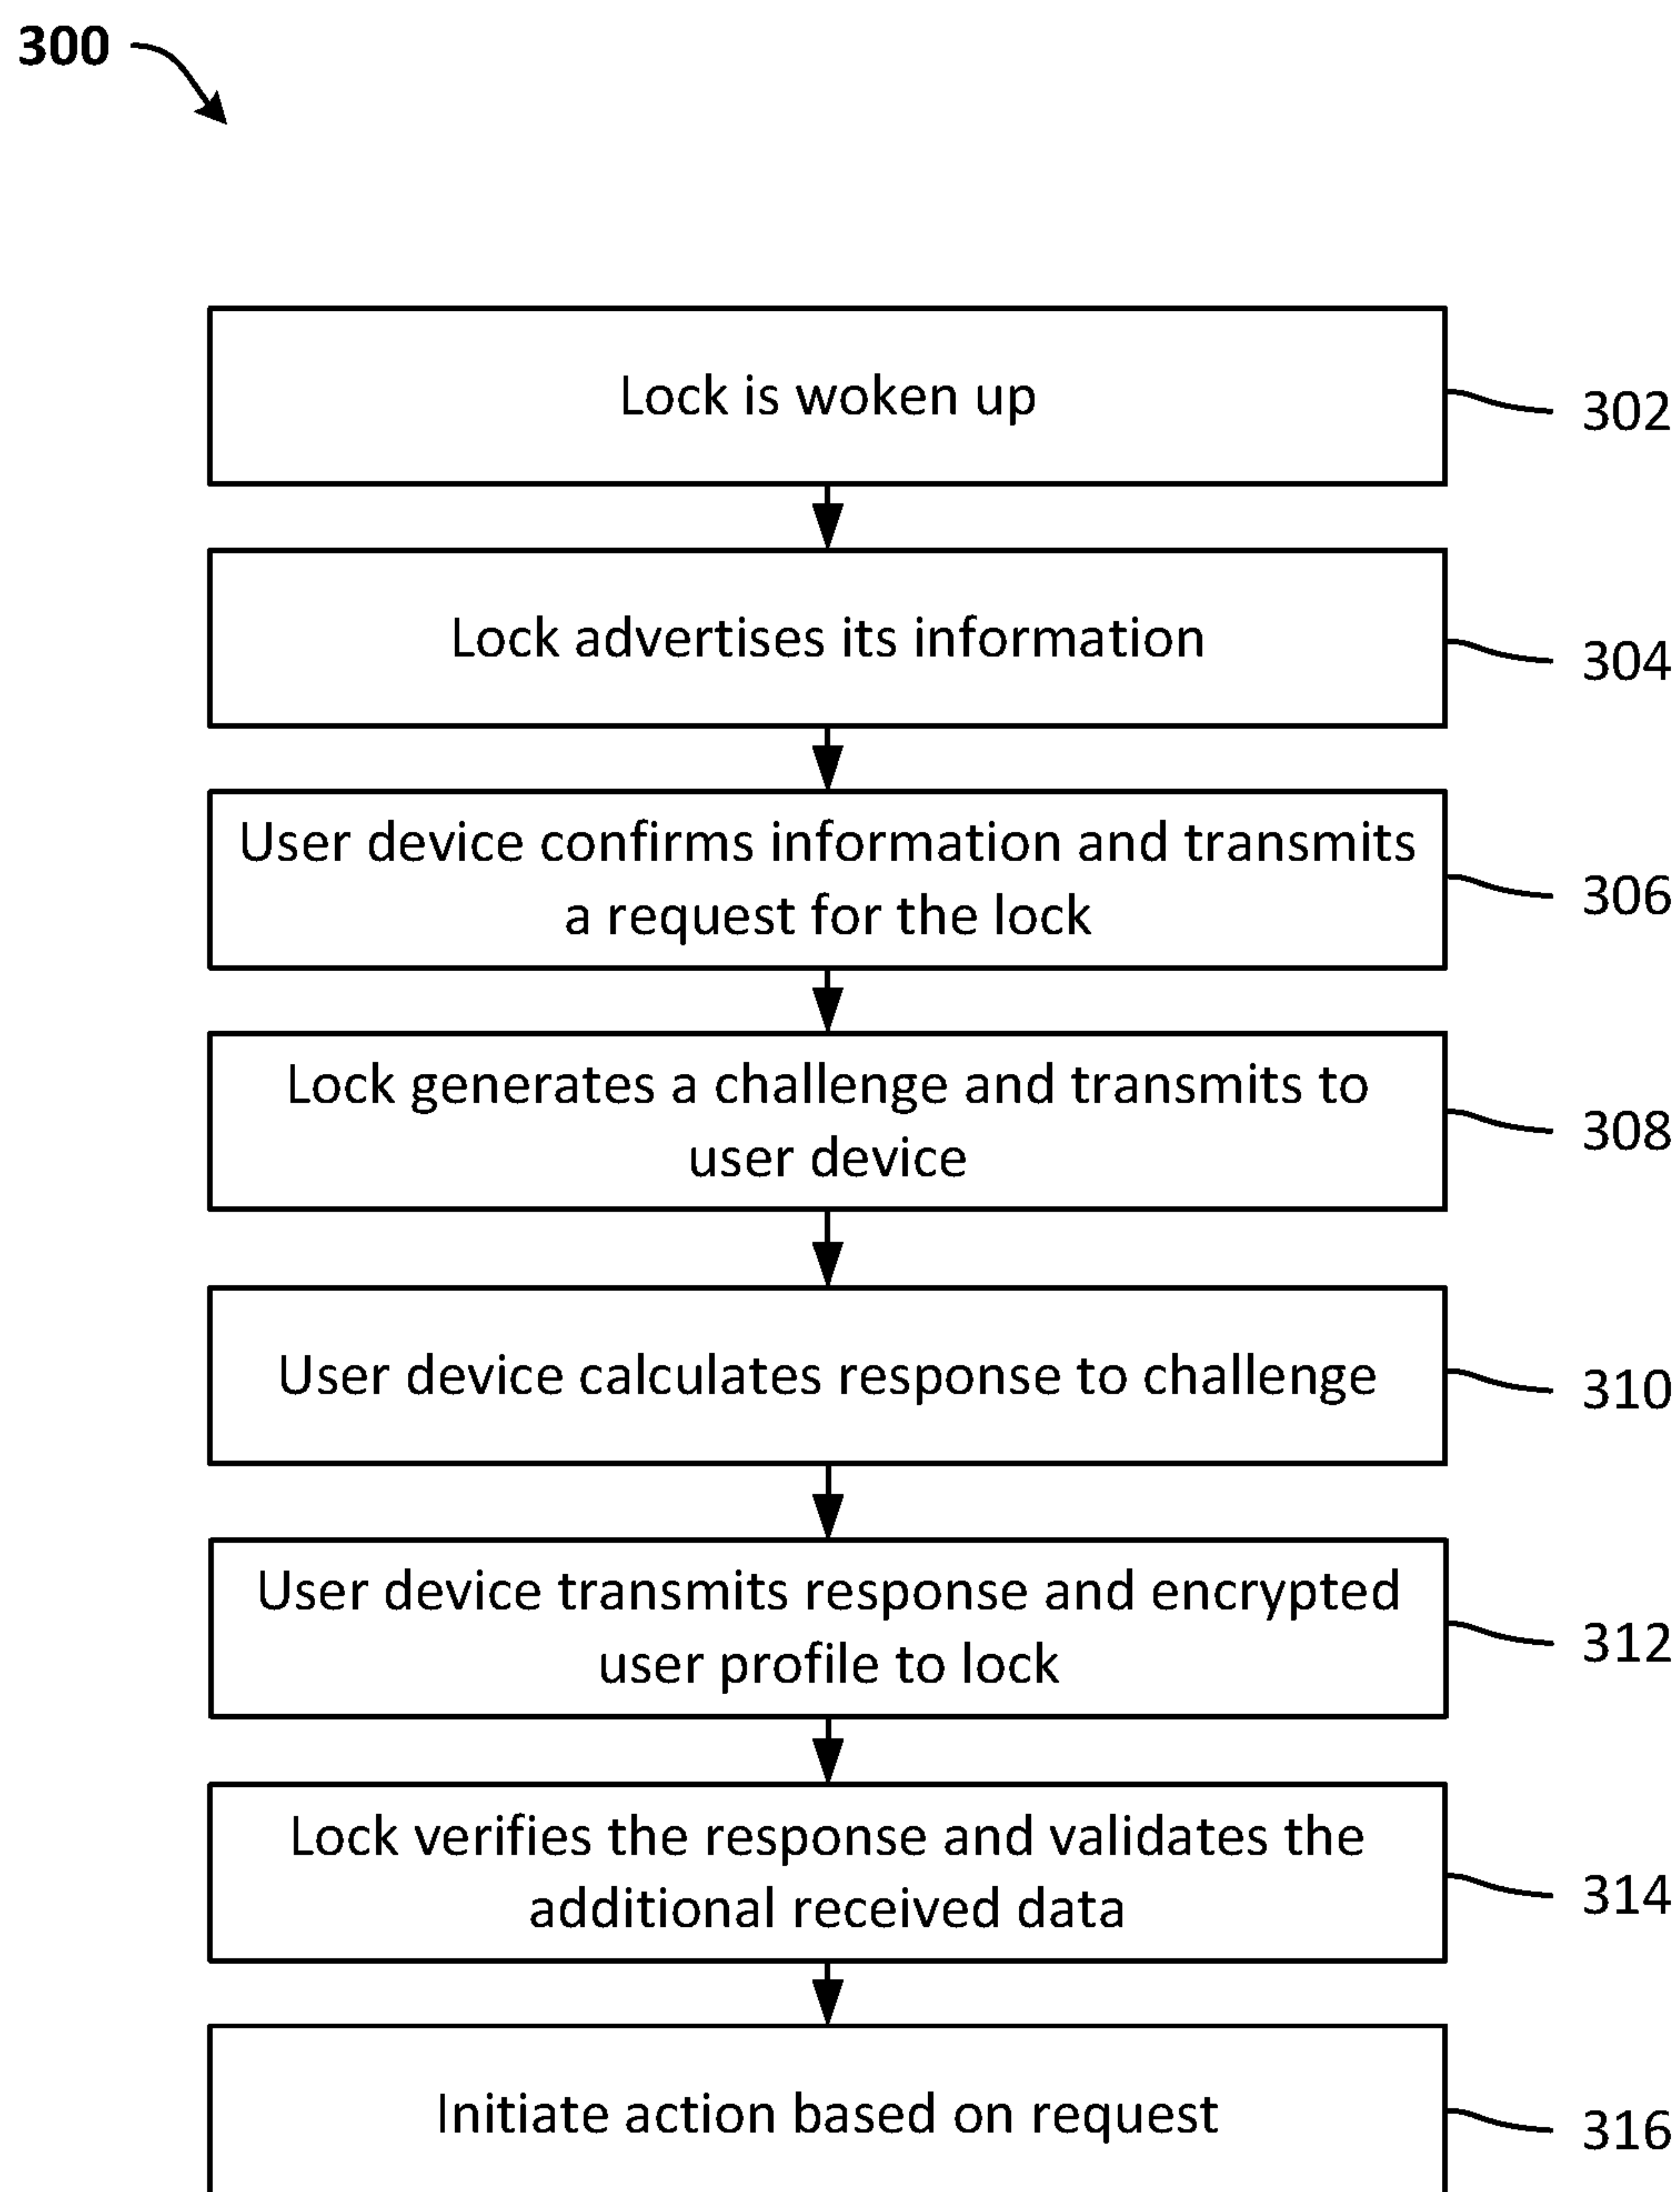 300
Lock is woken up
302
Lock advertises its information
304
User device confirms information and transmits
a request for the lock
306
Lock generates a challenge and transmits to
user device
308
User device calculates response to challenge
310
User device transmits response and encrypted
user profile to lock
312
Lock verifies the response and validates the
additional received data
314
Initiate action based on request
316